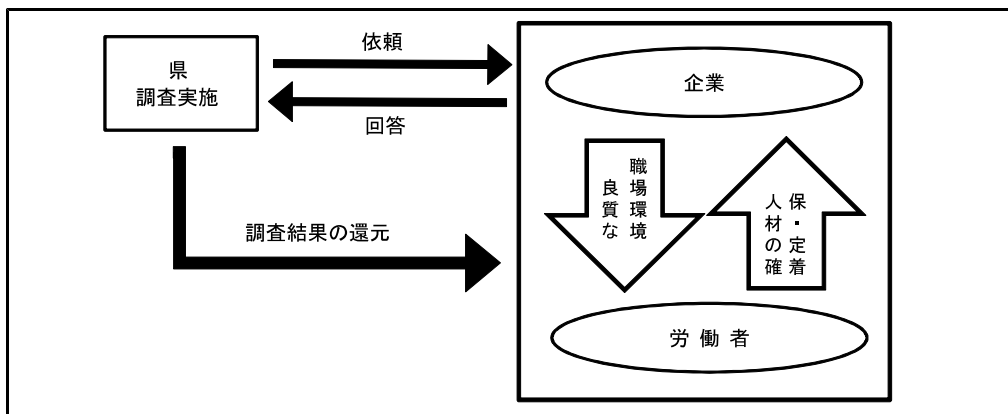 県
調査実施
依頼
回答
調査結果の還元
企業
良質な
職場環境
人材の確
保・定着
労働者